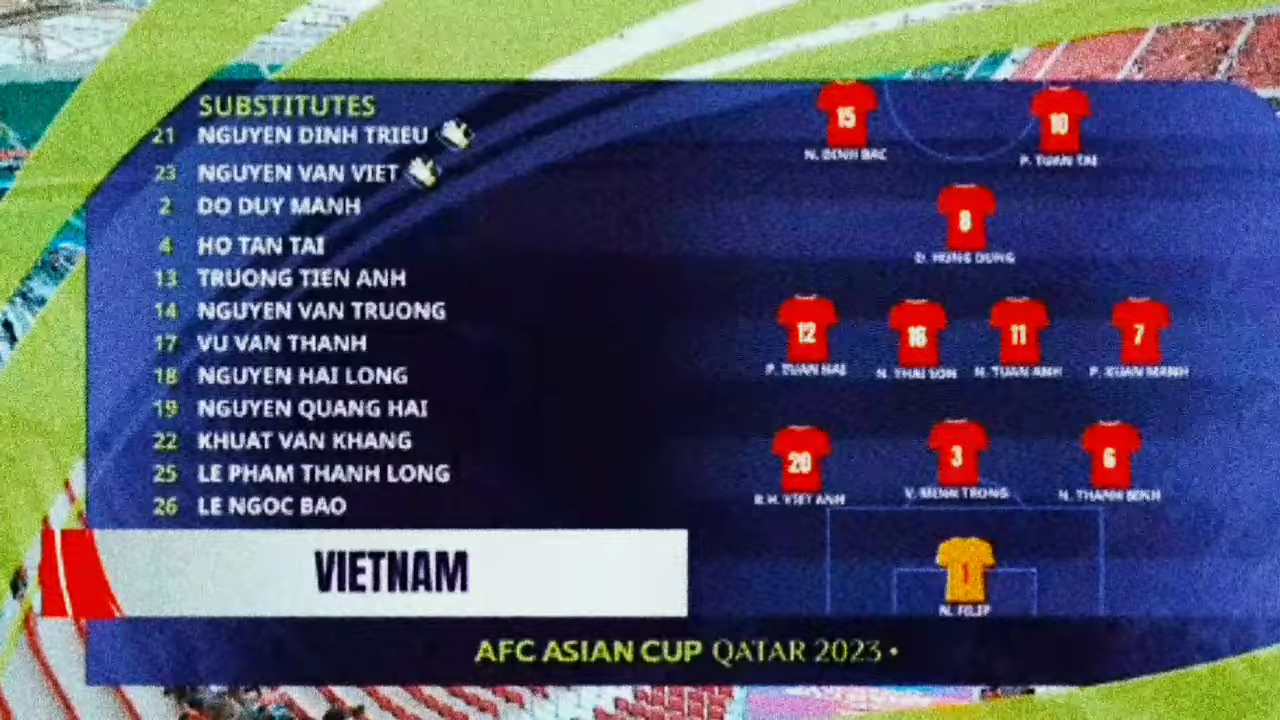 SUBSTITUTES
21 NGUYEN DINH TRIEU
23 NGUYEN VAN VIET
2 DO DUY MANH
4 HO TAN TAI
13 TRUONG TIEN ANH
14 NGUYEN VAN TRUONG
17 VU VAN THANH
18 NGUYEN HAI LONG
19 NGUYEN QUANG HAI
22 KHUAT VAN KHANG
25 LE PHAM THANH LONG
26 LE NGOC BAO
15 10
N. DINH BAC P. TUAN TAI
8
D. HUNG DUNG
12 16 11 7
P. TUAN HAI N. THAI SON N. TUAN ANH P. XUAN MANH
20 3 6
B.H. VIET ANH V. MINH TRONG N. THANH BINH
1
N. FILIP
VIETNAM
AFC ASIAN CUP QATAR 2023